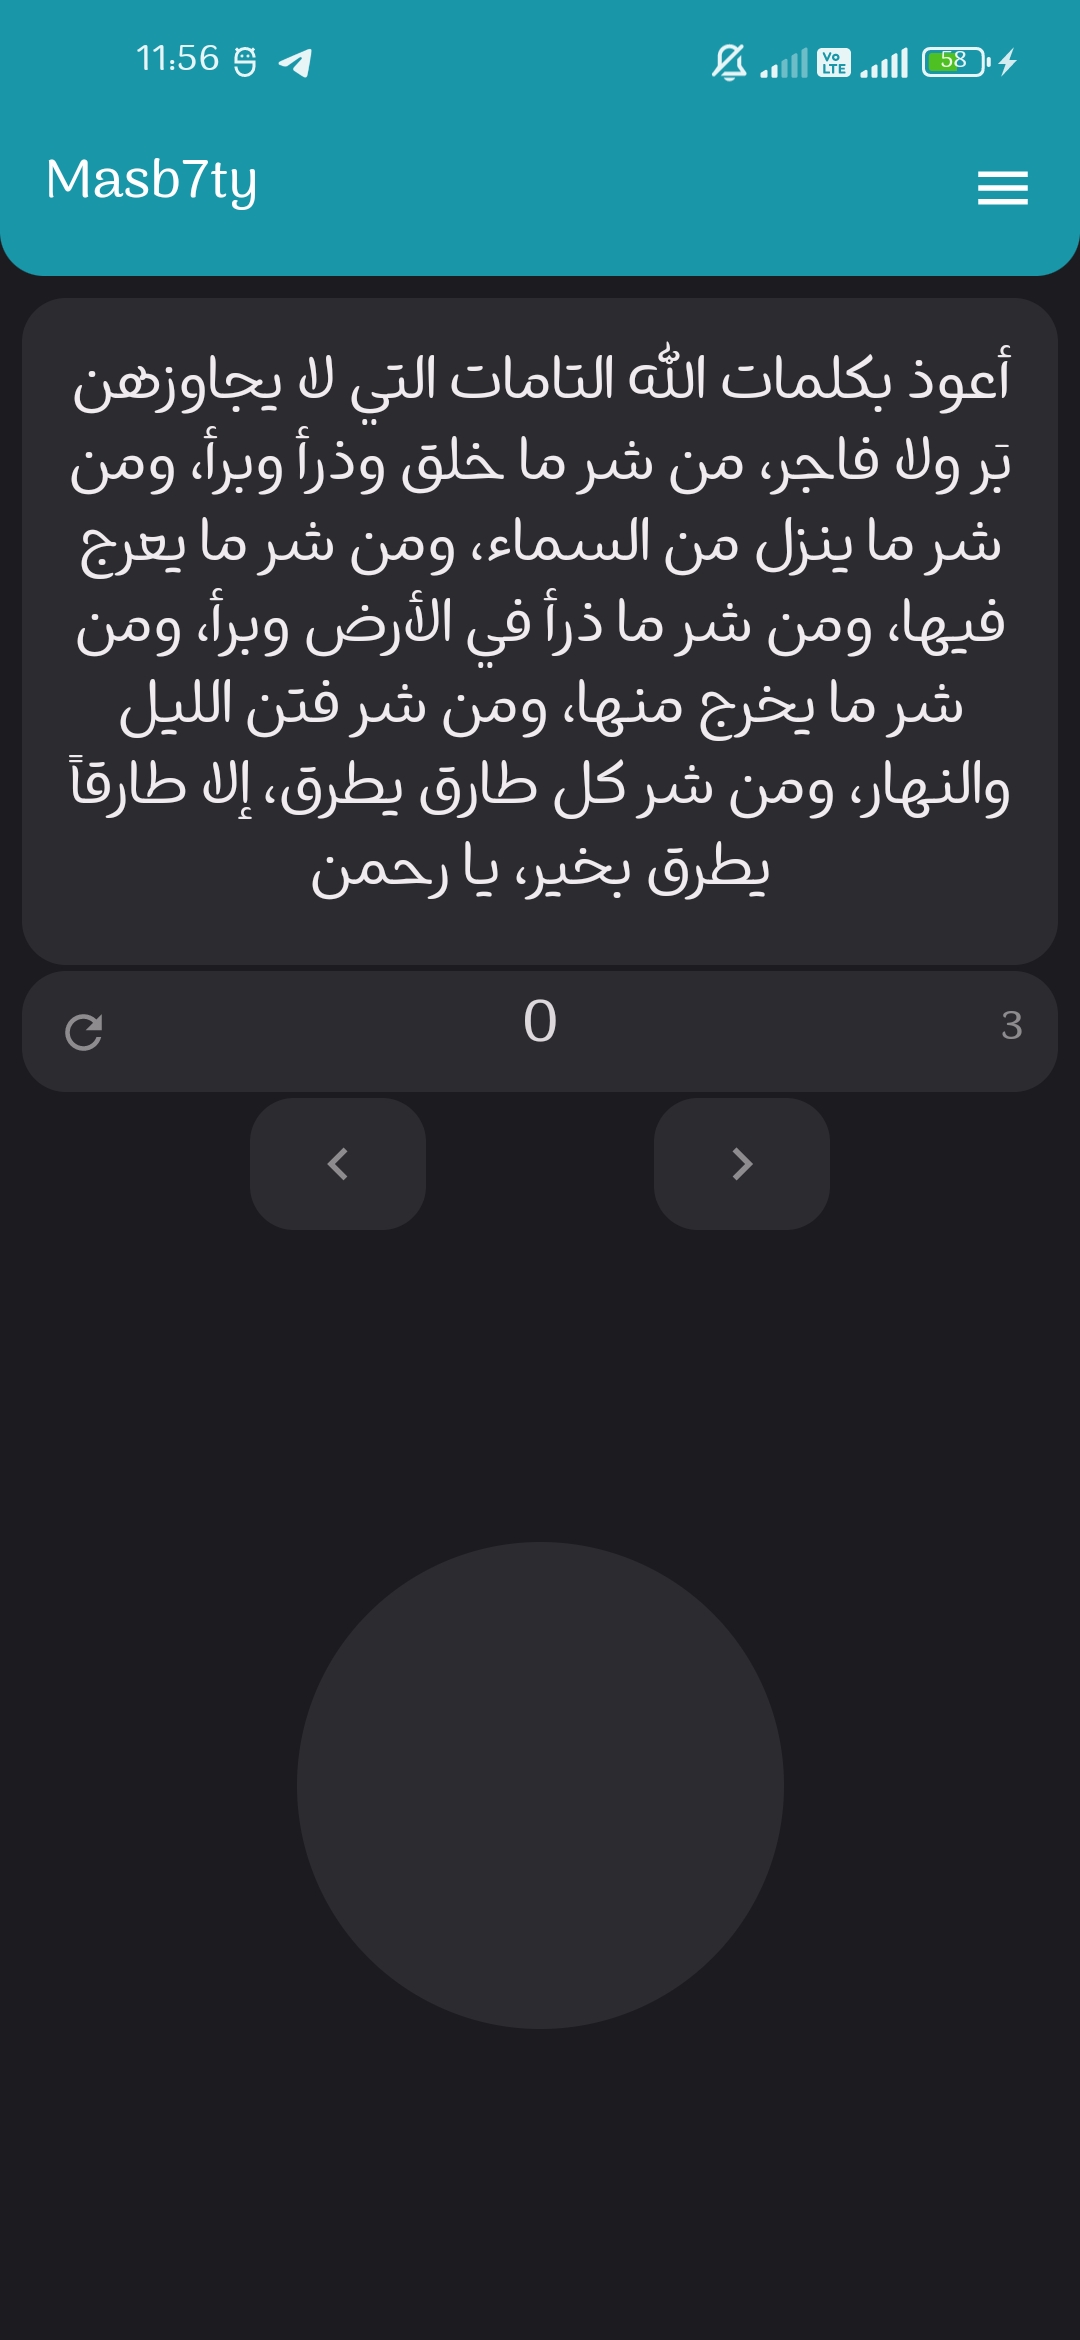 11:56
Vo LTE
58
Masb7ty
أعوذ بكلمات الله التامات التي لا يجاوزهن
بَر ولا فاجر، من شر ما خلق وذرأ وبرأ، ومن
شر ما ينزل من السماء، ومن شر ما يعرج
فيها، ومن شر ما ذرأ في الأرض وبرأ، ومن
شر ما يخرج منها، ومن شر فتن الليل
والنهار، ومن شر كل طارق يطرق، إلا طارقاً
يطرق بخير، يا رحمن
0
3